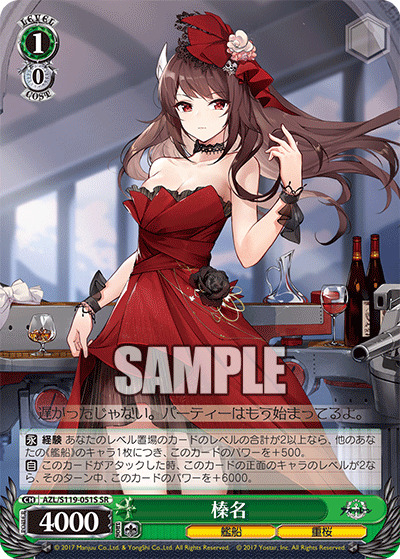 LEVEL
1
0
COST
SAMPLE
遅かったじゃない。パーティーはもう始まってるよ。
永 経験 あなたのレベル置場のカードのレベルの合計が2以上なら、他のあな
たの《艦船》のキャラ1枚につき、このカードのパワーを+500。
自 このカードがアタックした時、このカードの正面のキャラのレベルが2な
ら、そのターン中、このカードのパワーを+6000。
CH AZL/S119-051S SR
4000
榛名
艦船 重桜
© 2017 Manjuu Co.,Ltd. & YongShi Co.,Ltd. All Rights Reserved. © 2017 Yostar, Inc. All Rights Reserved.